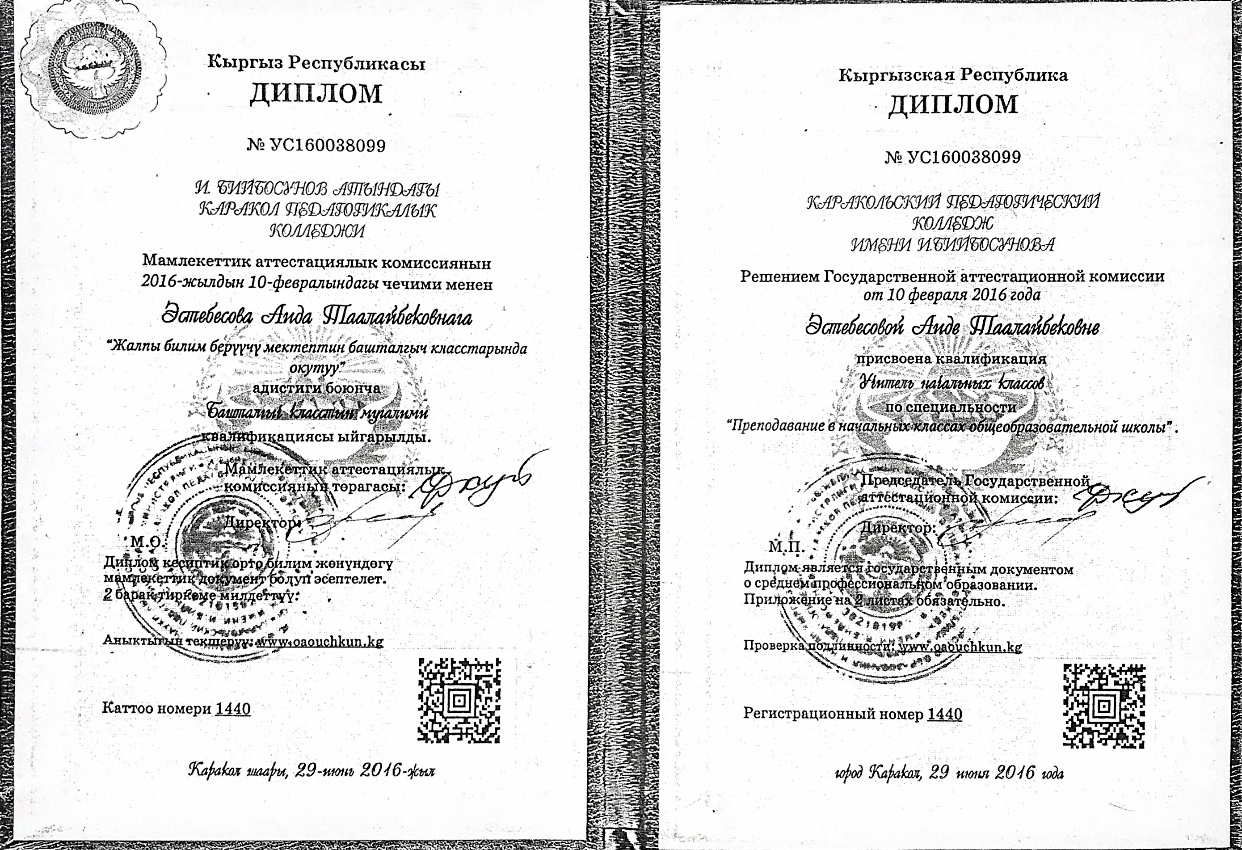 Кыргыз Республикасы
ДИПЛОМ
№ УС160038099
И. БИЙБОСУНОВ АТЫНДАГЫ
КАРАКОЛ ПЕДАГОГИКАЛЫК
КОЛЛЕДЖИ
Мамлекеттик аттестациялык комиссиянын
2016-жылдын 10-февралындагы чечими менен
Эстебесова Аида Таалайбековнага
"Жалпы билим берүүчү мектептин башталгыч класстарында
окутуу"
адистиги боюнча
Башталгыч класстын мугалими
квалификациясы ыйгарылды.
Мамлекеттик аттестациялык
комиссиянын төрагасы:
Директор:
М.О.
Диплом кесиптик орто билим жөнүндөгү
мамлекеттик документ болуп эсептелет.
2 барак тиркеме милдеттүү:
Аныктыгын текшерүү: www.oaouchkun.kg
Каттоо номери 1440
Каракол шаары, 29-июнь 2016-жыл
Кыргызская Республика
ДИПЛОМ
№ УС160038099
КАРАКОЛЬСКИЙ ПЕДАГОГИЧЕСКИЙ
КОЛЛЕДЖ
ИМЕНИ И.БИЙБОСУНОВА
Решением Государственной аттестационной комиссии
от 10 февраля 2016 года
Эстебесовой Аиде Таалайбековне
присвоена квалификация
Учитель начальных классов
по специальности
"Преподавание в начальных классах общеобразовательной школы".
Председатель Государственной
аттестационной комиссии:
Директор:
М.П.
Диплом является государственным документом
о среднем профессиональном образовании.
Приложение на 2 листах обязательно.
Проверка подлинности: www.oaouchkun.kg
Регистрационный номер 1440
город Каракол, 29 июня 2016 года